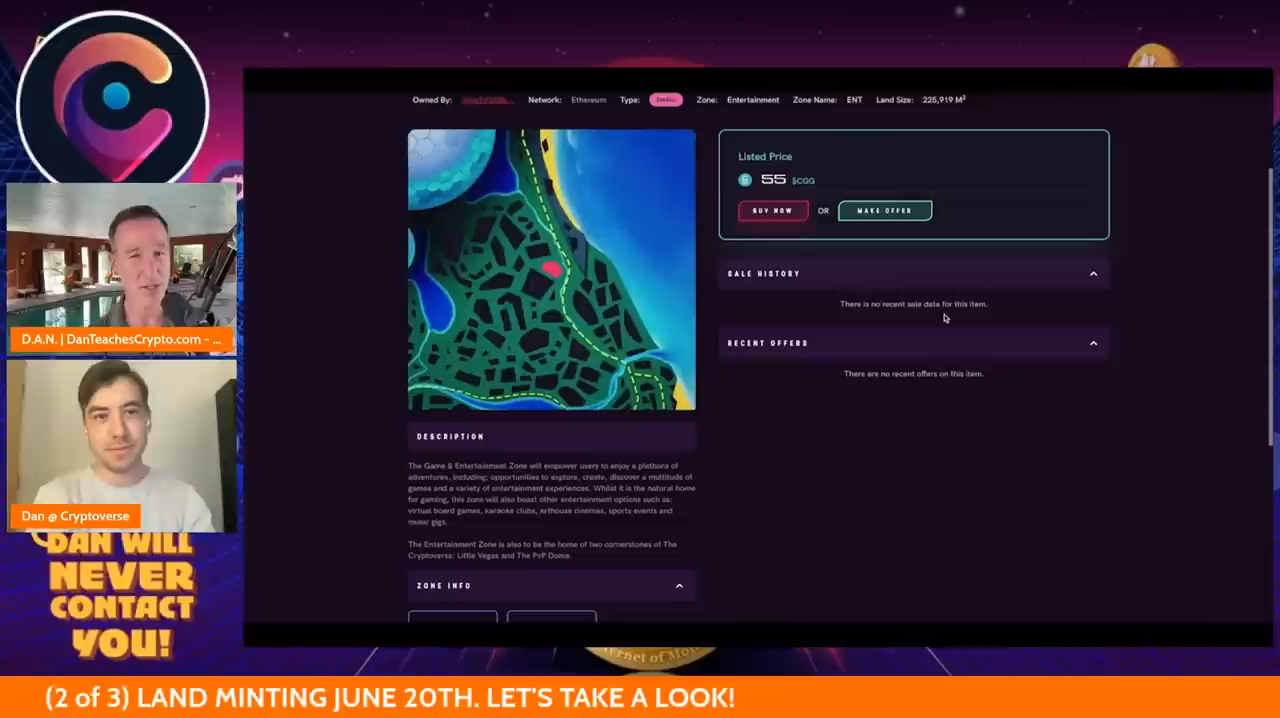 Owned By:
Network: Ethereum
Type: SMALL
Zone: Entertainment
Zone Name: ENT
Land Size: 225,919 M²
Listed Price
55 $CGG
BUY NOW OR MAKE OFFER
SALE HISTORY
There is no recent sale data for this item.
RECENT OFFERS
There are no recent offers on this item.
DESCRIPTION
The Game & Entertainment Zone will empower users to enjoy a plethora of
adventures, including; opportunities to explore, create, discover a multitude of
games and a variety of entertainment experiences. Whilst it is the natural home
for gaming, this zone will also boast other entertainment options such as:
virtual board games, karaoke clubs, arthouse cinemas, sports events and
music gigs.
The Entertainment Zone is also to be the home of two cornerstones of The
Cryptoverse: Little Vegas and The PvP Dome.
ZONE INFO
D.A.N. | DanTeachesCrypto.com - ...
Dan @ Cryptoverse
DAN WILL
NEVER
CONTACT
YOU!
(2 of 3) LAND MINTING JUNE 20TH. LET'S TAKE A LOOK!